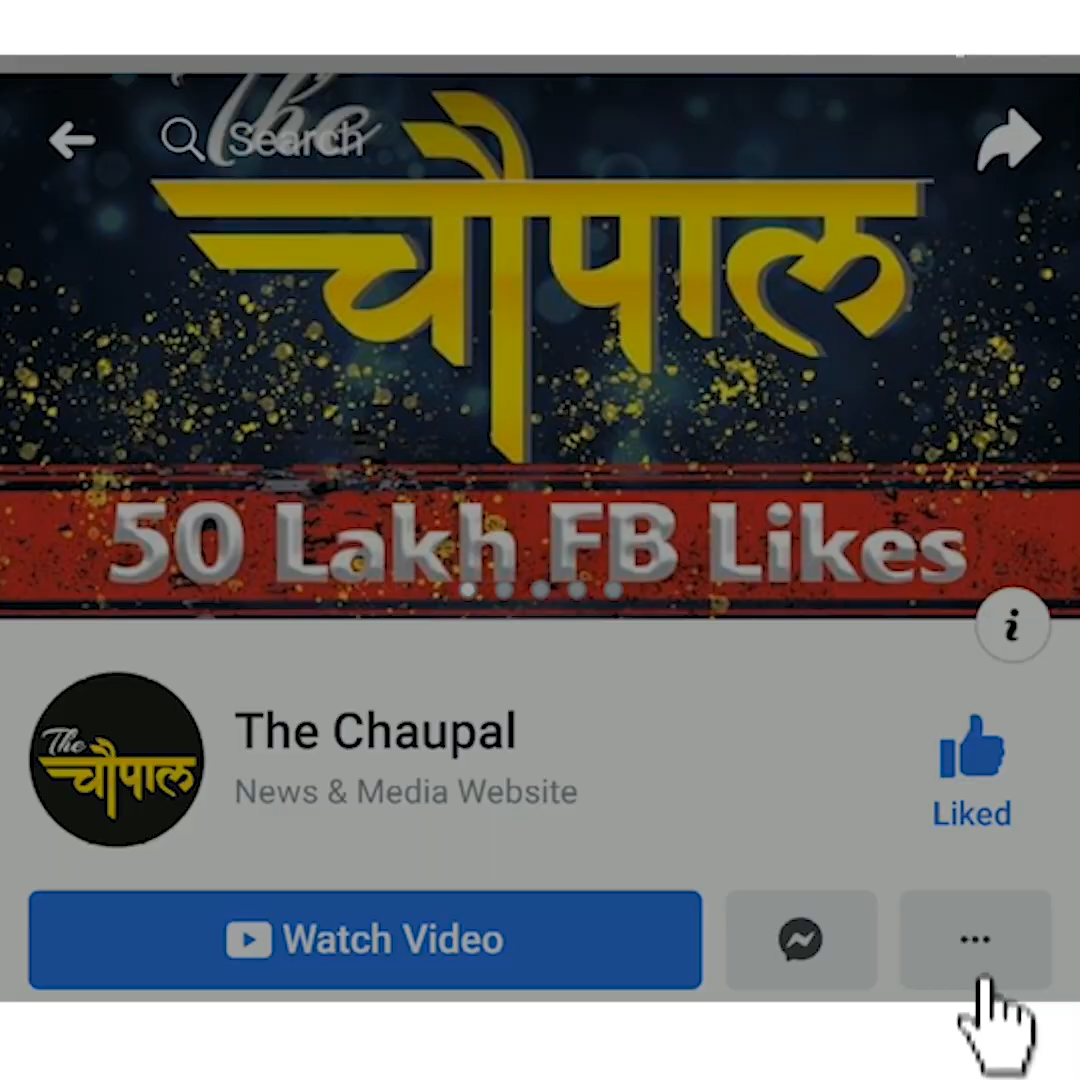 The
Search
चौपाल
50 Lakh FB Likes
i
The
चौपाल
The Chaupal
News & Media Website
Liked
Watch Video
...